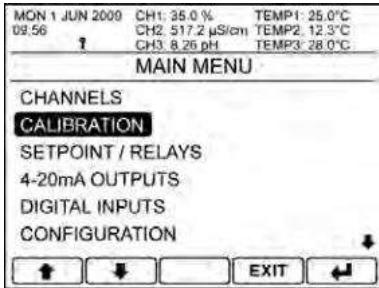 MON 1 JUN 2009 CH1: 35.0 % TEMP1: 25.0°C
09:56 CH2: 517.2 µS/cm TEMP2: 12.3°C
CH3: 8.26 pH TEMP3: 28.0°C
MAIN MENU
CHANNELS
CALIBRATION
SETPOINT / RELAYS
4-20mA OUTPUTS
DIGITAL INPUTS
CONFIGURATION
EXIT